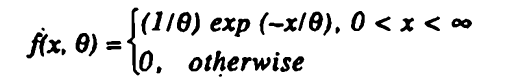 f(x, θ) = {(1/θ) exp (–x/θ), 0 < x < ∞
0, otherwise